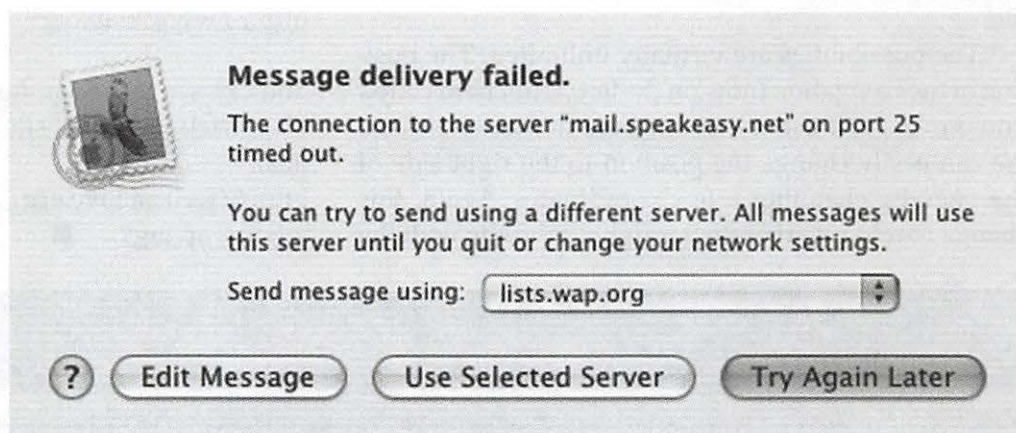 Message delivery failed.
The connection to the server "mail.speakeasy.net" on port 25
timed out.
You can try to send using a different server. All messages will use
this server until you quit or change your network settings.
Send message using: lists.wap.org
? Edit Message Use Selected Server Try Again Later